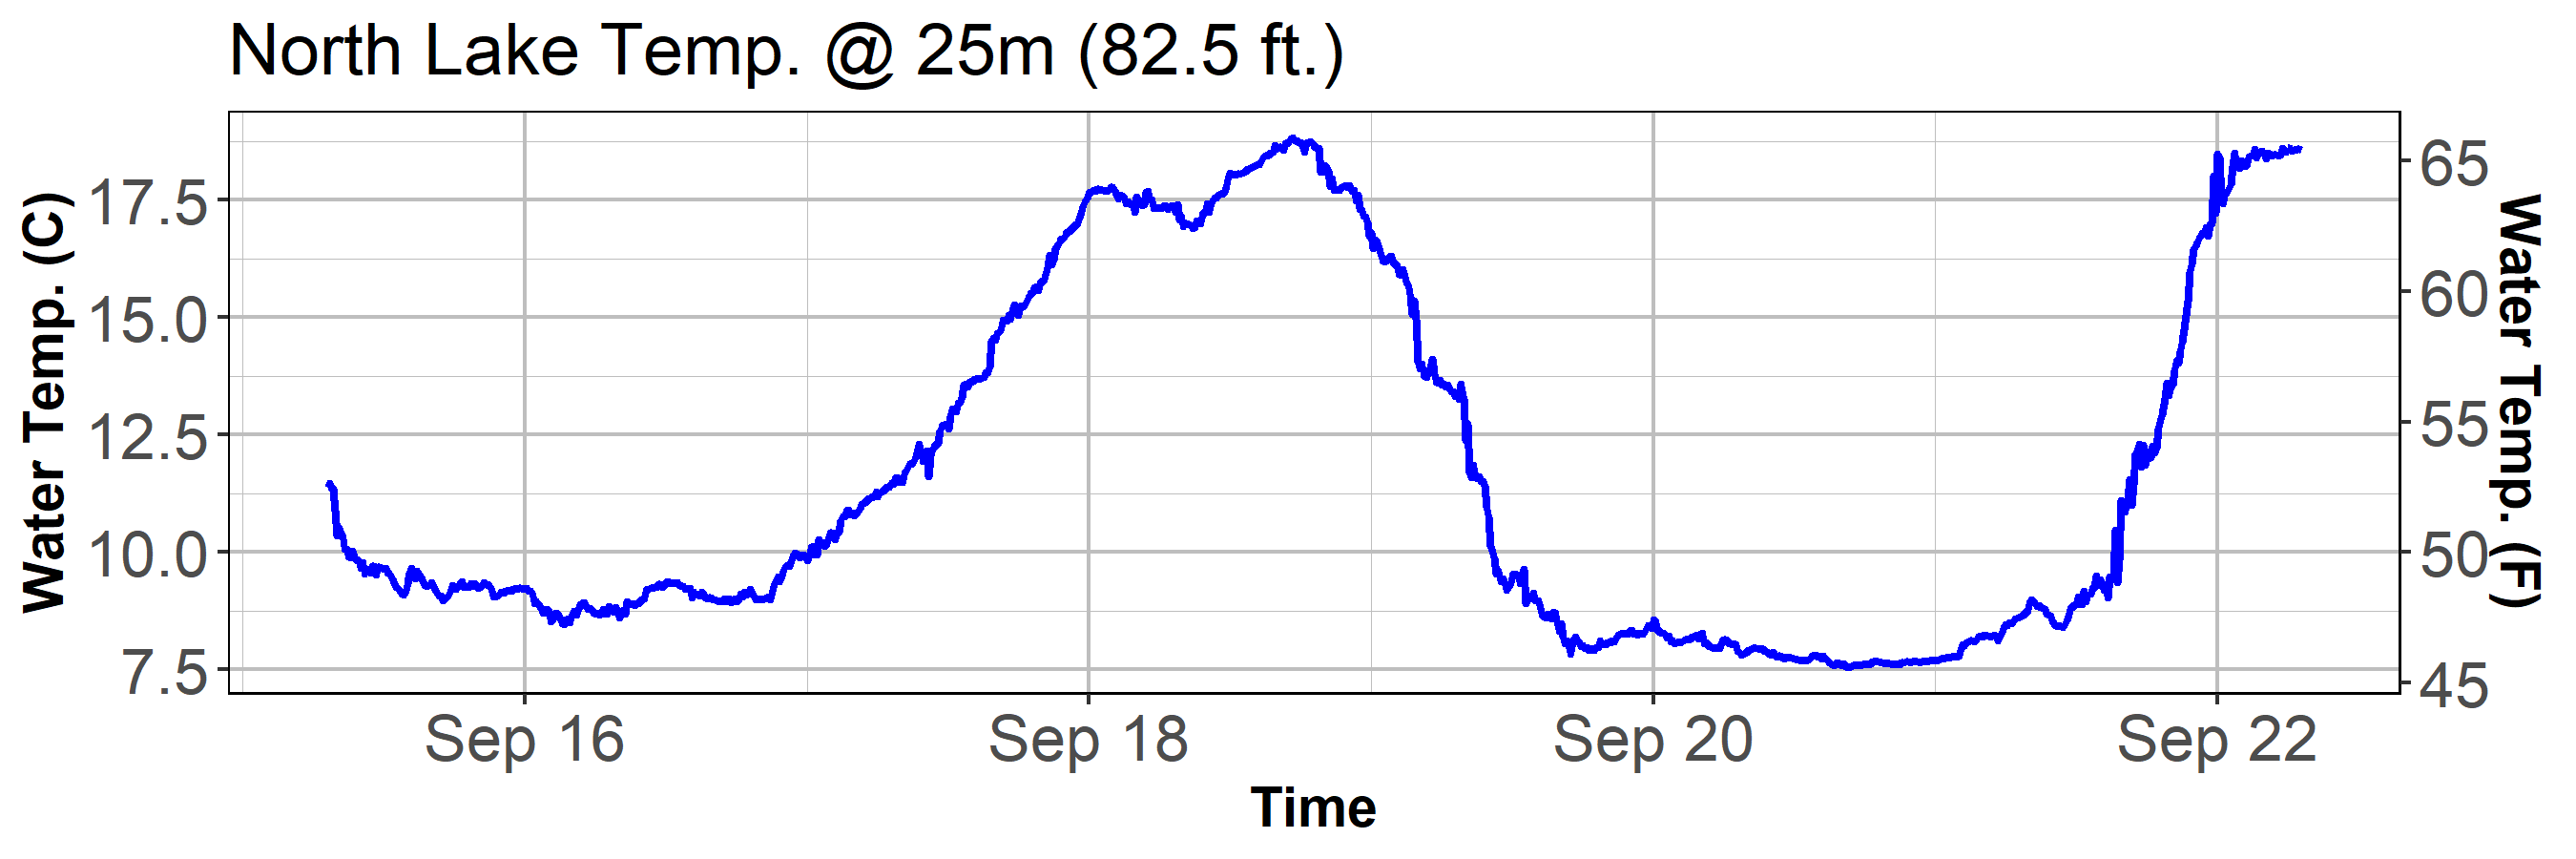 North Lake Temp. @ 25m (82.5 ft.)
Water Temp. (C)
17.5
15.0
12.5
10.0
7.5
65
60
55
50
45
Water Temp. (F)
Sep 16 Sep 18 Sep 20 Sep 22
Time